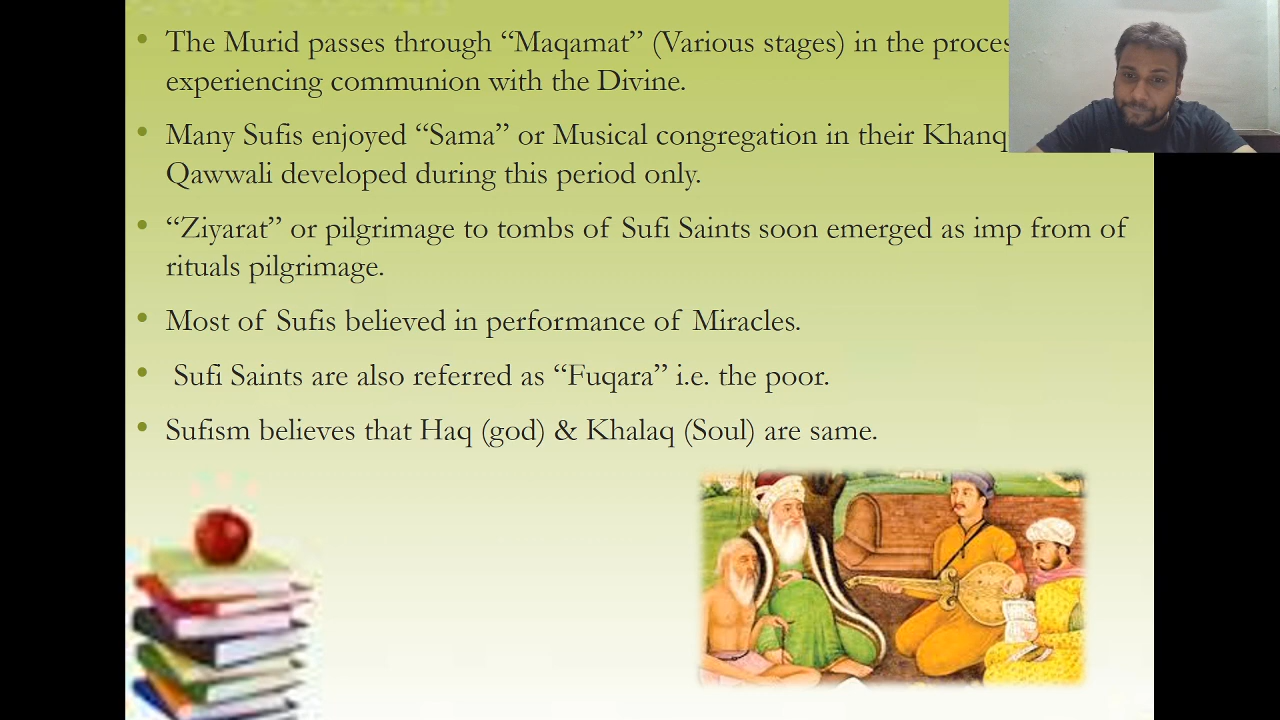 • The Murid passes through “Maqamat” (Various stages) in the proces
experiencing communion with the Divine.
• Many Sufis enjoyed “Sama” or Musical congregation in their Khanq
Qawwali developed during this period only.
• “Ziyarat” or pilgrimage to tombs of Sufi Saints soon emerged as imp from of
rituals pilgrimage.
• Most of Sufis believed in performance of Miracles.
• Sufi Saints are also referred as “Fuqara” i.e. the poor.
• Sufism believes that Haq (god) & Khalaq (Soul) are same.